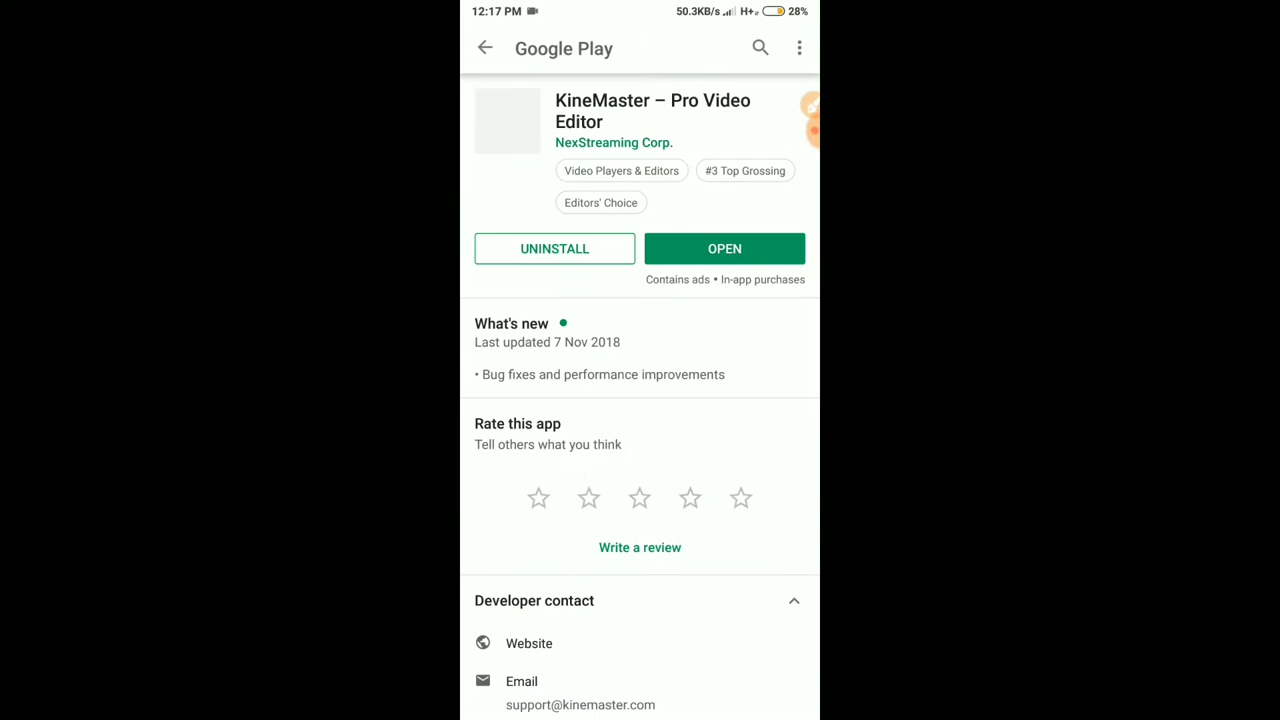 12:17 PM 50.3KB/s H+ 28%
Google Play
KineMaster – Pro Video
Editor
NexStreaming Corp.
Video Players & Editors #3 Top Grossing
Editors' Choice
UNINSTALL OPEN
Contains ads • In-app purchases
What's new
Last updated 7 Nov 2018
• Bug fixes and performance improvements
Rate this app
Tell others what you think
Write a review
Developer contact
Website
Email
support@kinemaster.com